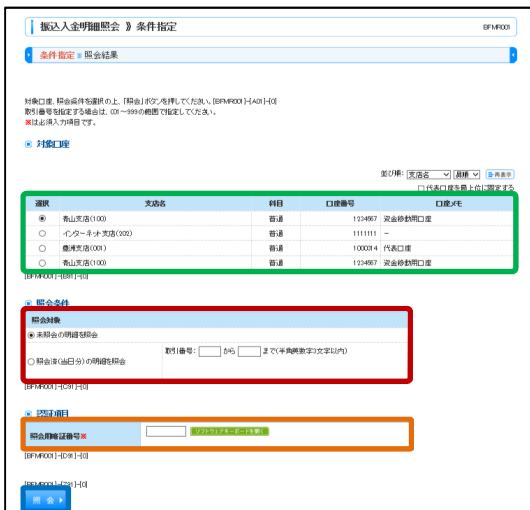 振込入金明細照会 》 条件指定
BFMR001
条件指定 » 照会結果
対象口座、照会条件を選択の上、「照会」ボタンを押してください。[BFMR001]-[A01]-[0]
取引番号を指定する場合は、001～999の範囲で指定してください。
※は必須入力項目です。
対象口座
並び順： 支店名 昇順 再表示
代表口座を最上位に固定する
選択 支店名 科目 口座番号 口座メモ
青山支店(100) 普通 1234567 資金移動用口座
インターネット支店(202) 普通 1111111 －
豊洲支店(001) 普通 1000014 代表口座
青山支店(100) 普通 1234567 資金移動用口座
[BFMR001]-[B91]-[0]
照会条件
照会対象
未照会の明細を照会
照会済(当日分)の明細を照会
取引番号： から まで(半角英数字3文字以内)
[BFMR001]-[C91]-[0]
認証項目
照会用暗証番号※
ソフトウェアキーボードを開く
[BFMR001]-[D91]-[0]
[BFMR001]-[Z91]-[0]
照 会